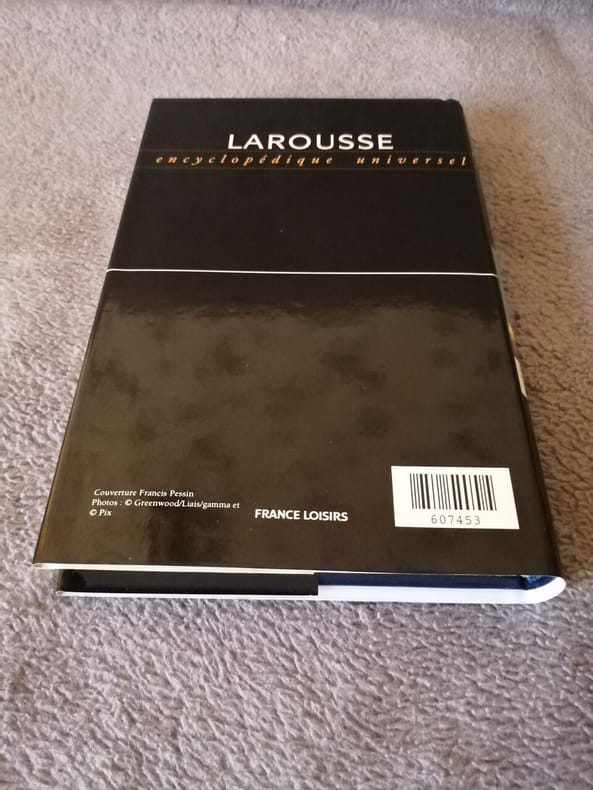 LAROUSSE
encyclopédique universel
Couverture Francis Pessin
Photos : © Greenwood/Liais/gamma et
© Pix
FRANCE LOISIRS
607453